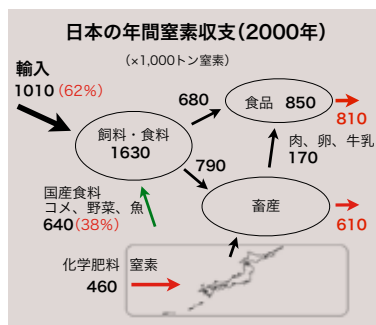 日本の年間窒素収支(2000年)
(×1,000トン窒素)
輸入
1010 (62%)
680
食品 850
810
飼料・食料
1630
790
肉、卵、牛乳
170
国産食料
コメ、野菜、魚
640(38%)
畜産
610
化学肥料 窒素
460